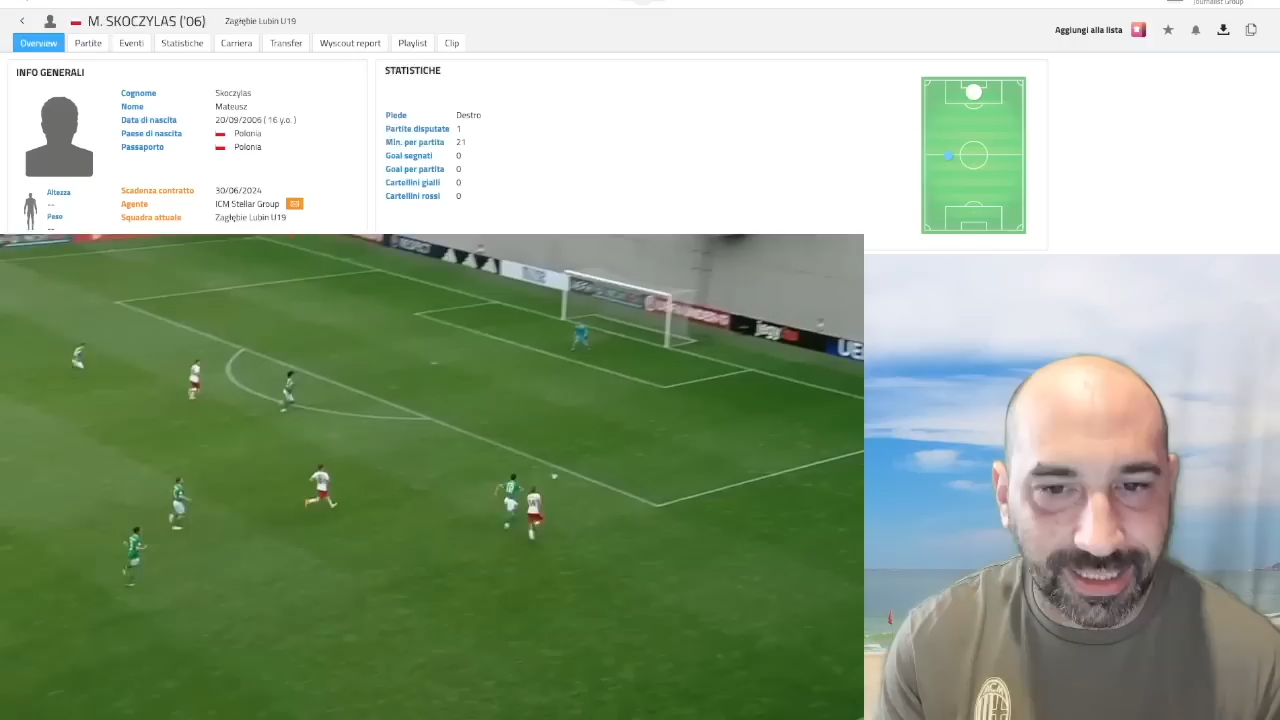 Journalist Group
M. SKOCZYLAS ('06) Zagłębie Lubin U19
Aggiungi alla lista
Overview Partite Eventi Statistiche Carriera Transfer Wyscout report Playlist Clip
INFO GENERALI
Cognome Skoczylas
Nome Mateusz
Data di nascita 20/09/2006 ( 16 y.o. )
Paese di nascita Polonia
Passaporto Polonia
Altezza
--
Peso
--
Scadenza contratto 30/06/2024
Agente ICM Stellar Group
Squadra attuale Zagłębie Lubin U19
STATISTICHE
Piede Destro
Partite disputate 1
Min. per partita 21
Goal segnati 0
Goal per partita 0
Cartellini gialli 0
Cartellini rossi 0
RESPECT
UE